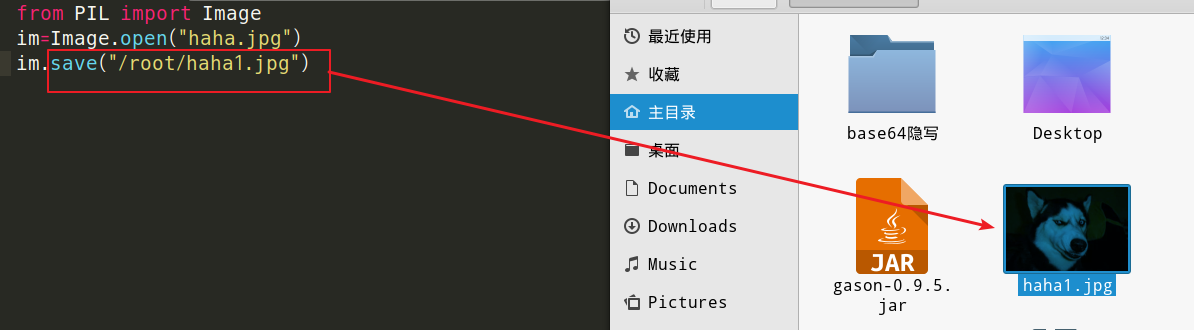 from PIL import Image
im=Image.open("haha.jpg")
im.save("/root/haha1.jpg")
最近使用
收藏
主目录
桌面
Documents
Downloads
Music
Pictures
base64隐写
Desktop
JAR
gason-0.9.5.
jar
haha1.jpg